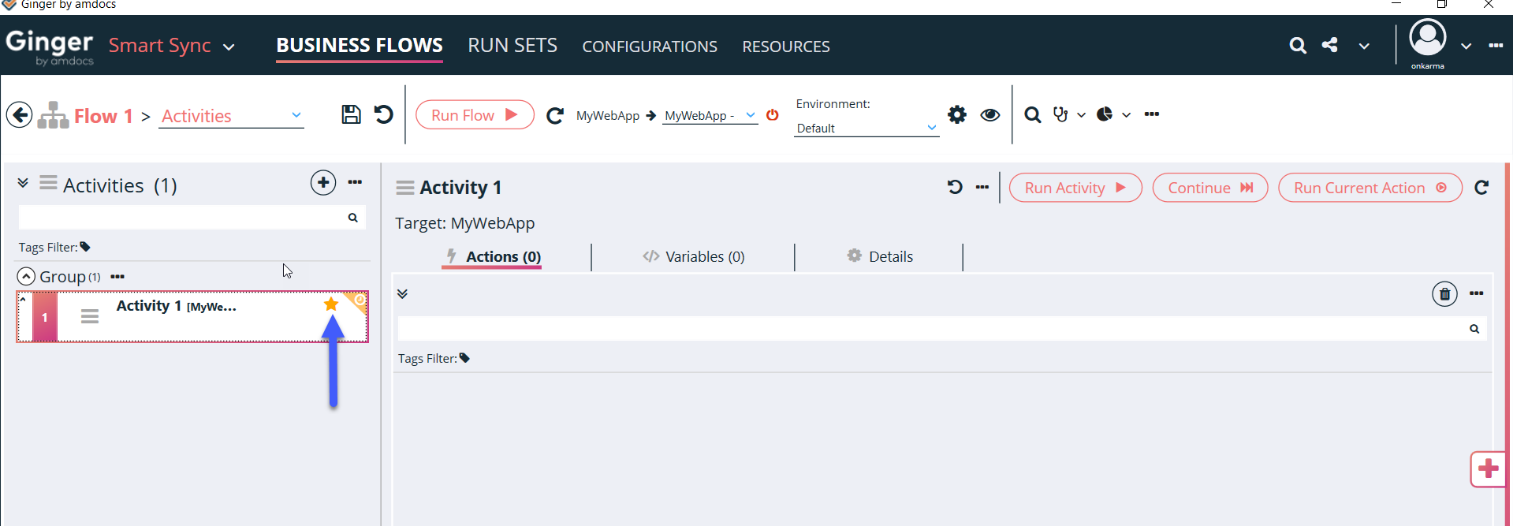 Ginger by amdocs
Ginger by amdocs Smart Sync BUSINESS FLOWS RUN SETS CONFIGURATIONS RESOURCES
onkarma
Flow 1 > Activities Run Flow MyWebApp MyWebApp - Environment:
Default
Activities (1)
Tags Filter:
Group (1)
1 Activity 1 [MyWe...
Activity 1 Run Activity Continue Run Current Action
Target: MyWebApp
Actions (0) Variables (0) Details
Tags Filter: